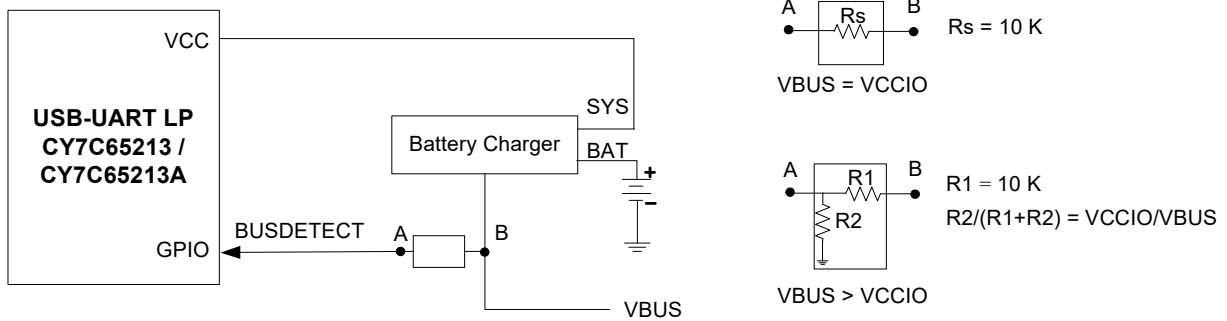 VCC
USB-UART LP
CY7C65213 /
CY7C65213A
GPIO
BUSDETECT
A
B
SYS
Battery Charger
BAT
+
-
VBUS
A
B
Rs
Rs = 10 K
VBUS = VCCIO
A
B
R1
R2
R1 = 10 K
R2/(R1+R2) = VCCIO/VBUS
VBUS > VCCIO